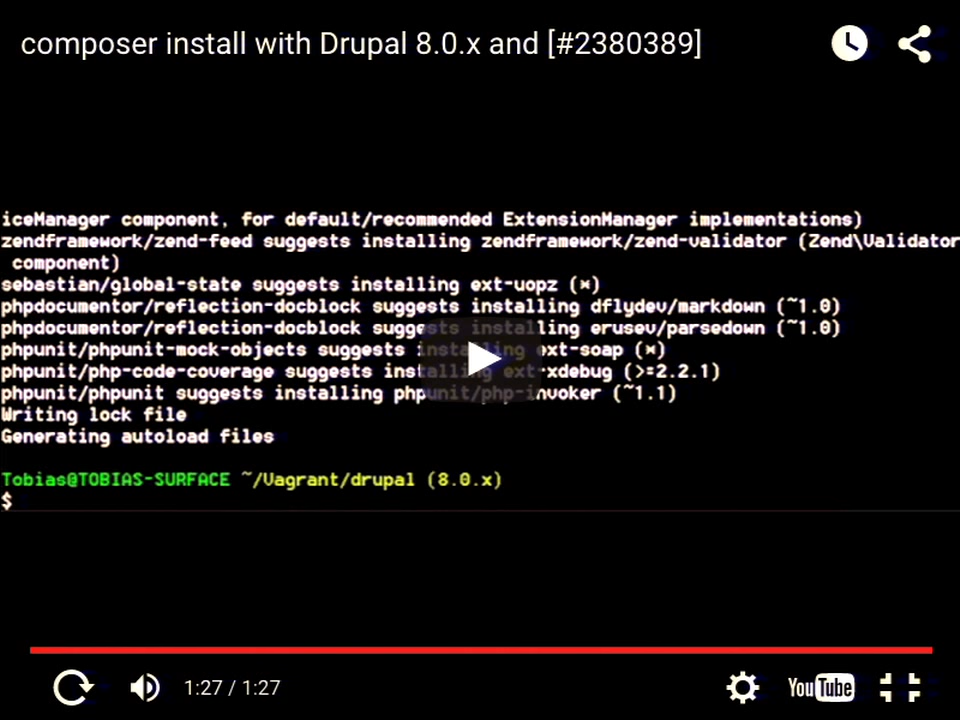 composer install with Drupal 8.0.x and [#2380389]
iceManager component, for default/recommended ExtensionManager implementations)
zendframework/zend-feed suggests installing zendframework/zend-validator (Zend\Validator
component)
sebastian/global-state suggests installing ext-uopz (*)
phpdocumentor/reflection-docblock suggests installing dflydev/markdown (~1.0)
phpdocumentor/reflection-docblock suggests installing erusev/parsedown (~1.0)
phpunit/phpunit-mock-objects suggests installing ext-soap (*)
phpunit/php-code-coverage suggests installing ext-xdebug (>=2.2.1)
phpunit/phpunit suggests installing phpunit/php-invoker (~1.1)
Writing lock file
Generating autoload files
Tobias@TOBIAS-SURFACE ~/Vagrant/drupal (8.0.x)
$
1:27 / 1:27
YouTube